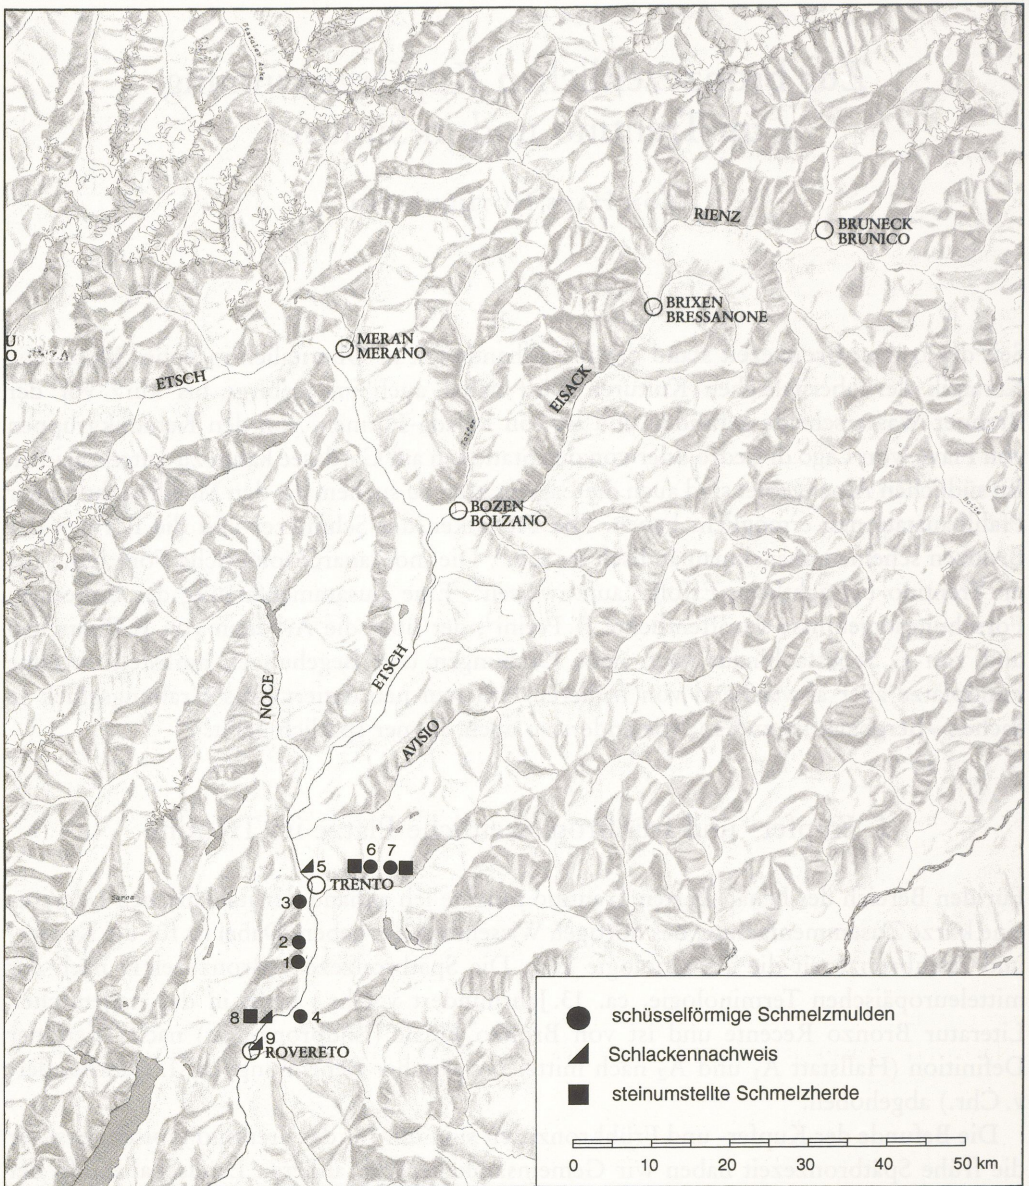 RIENZ
BRUNECK
BRUNICO
BRIXEN
BRESSANONE
MERAN
MERANO
U
O
ETSCH
EISACK
BOZEN
BOLZANO
ETSCH
NOCE
AVISIO
6 7
5
TRENTO
3
2
1
Sarca
8 4
9
ROVERETO
schüsselförmige Schmelzmulden
Schlackennachweis
steinumstellte Schmelzherde
0 10 20 30 40 50 km